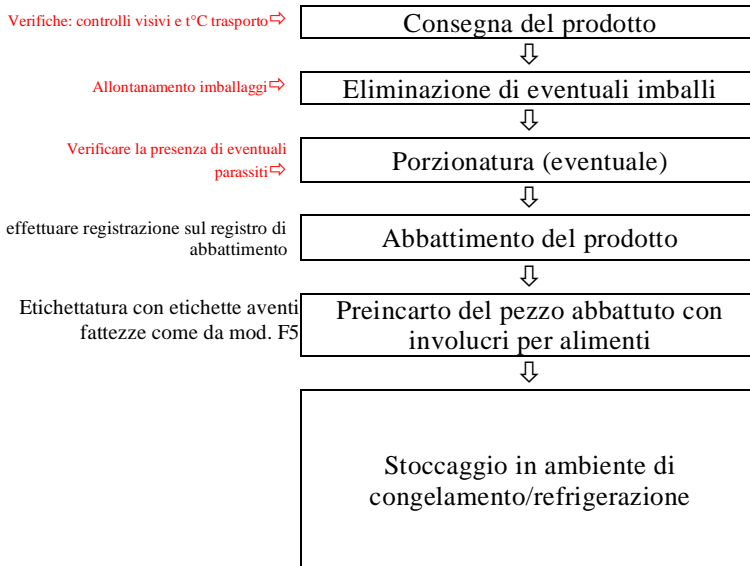 Verifiche: controlli visivi e t°C trasporto⇨
Consegna del prodotto
⇩
Allontanamento imballaggi⇨
Eliminazione di eventuali imballi
⇩
Verificare la presenza di eventuali
parassiti⇨
Porzionatura (eventuale)
⇩
effettuare registrazione sul registro di
abbattimento
Abbattimento del prodotto
⇩
Etichettatura con etichette aventi
fattezze come da mod. F5
Preincarto del pezzo abbattuto con
involucri per alimenti
⇩
Stoccaggio in ambiente di
congelamento/refrigerazione